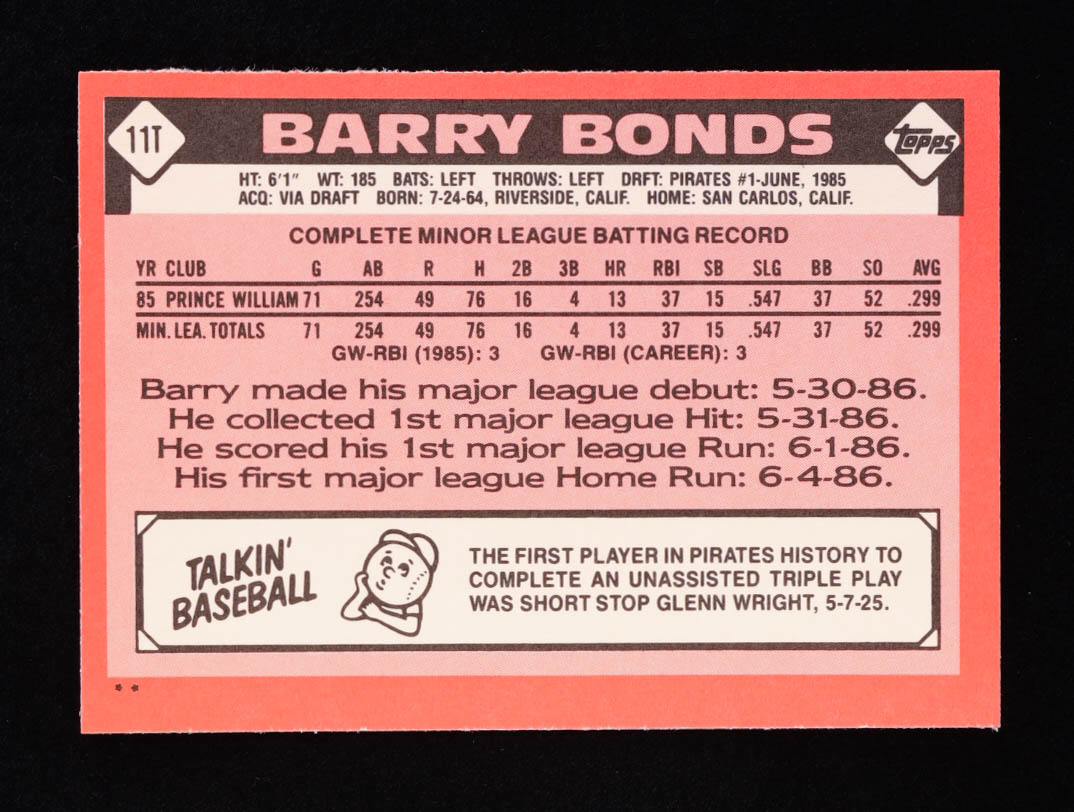 11T
BARRY BONDS
TOPPS
HT: 6'1" WT: 185 BATS: LEFT THROWS: LEFT DRFT: PIRATES #1-JUNE, 1985
ACQ: VIA DRAFT BORN: 7-24-64, RIVERSIDE, CALIF. HOME: SAN CARLOS, CALIF.
COMPLETE MINOR LEAGUE BATTING RECORD
YR CLUB G AB R H 2B 3B HR RBI SB SLG BB SO AVG
85 PRINCE WILLIAM 71 254 49 76 16 4 13 37 15 .547 37 52 .299
MIN. LEA. TOTALS 71 254 49 76 16 4 13 37 15 .547 37 52 .299
GW-RBI (1985): 3 GW-RBI (CAREER): 3
Barry made his major league debut: 5-30-86.
He collected 1st major league Hit: 5-31-86.
He scored his 1st major league Run: 6-1-86.
His first major league Home Run: 6-4-86.
TALKIN'
BASEBALL
THE FIRST PLAYER IN PIRATES HISTORY TO
COMPLETE AN UNASSISTED TRIPLE PLAY
WAS SHORT STOP GLENN WRIGHT, 5-7-25.
**